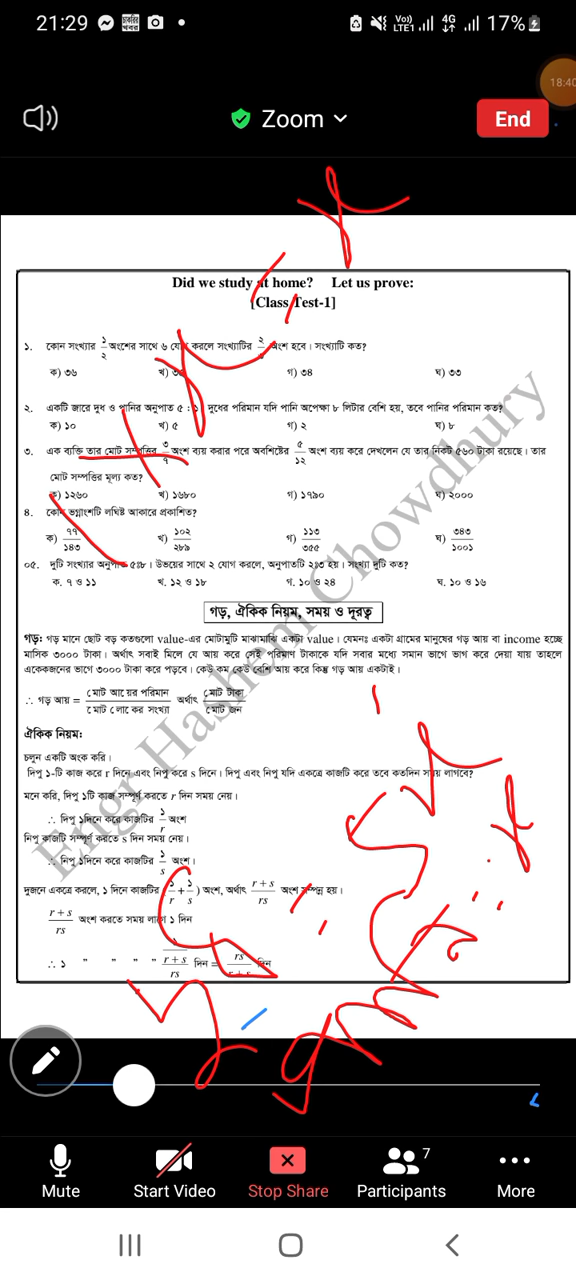 21:29
Vo)) LTE1 4G 17%
18:40
Zoom
End
Did we study at home? Let us prove:
[Class Test-1]
১. কোন সংখ্যার ১/২ অংশের সাথে ৬ যোগ করলে সংখ্যাটির ২/ অংশ হবে। সংখ্যাটি কত?
ক) ৩৬ খ) গ) ৩৪ ঘ) ৩৩
২. একটি জারে দুধ ও পানির অনুপাত ৫ : ১। দুধের পরিমান যদি পানি অপেক্ষা ৮ লিটার বেশি হয়, তবে পানির পরিমান কত?
ক) ১০ খ) ৫ গ) ২ ঘ) ৮
৩. এক ব্যক্তি তার মোট সম্পত্তির ৩/৭ অংশ ব্যয় করার পরে অবশিষ্টের ৫/১২ অংশ ব্যয় করে দেখলেন যে তার নিকট ৫৬০ টাকা রয়েছে। তার
মোট সম্পত্তির মূল্য কত?
ক) ১২৬০ খ) ১৬৮০ গ) ১৭৯০ ঘ) ২০০০
৪. কোন ভগ্নাংশটি লঘিষ্ট আকারে প্রকাশিত?
ক) ৭৭/১৪৩ খ) ১০২/২৮৯ গ) ১১৩/৩৫৫ ঘ) ৩৪৩/১০০১
০৫. দুটি সংখ্যার অনুপাত ৫ঃ৮। উভয়ের সাথে ২ যোগ করলে, অনুপাতটি ২ঃ৩ হয়। সংখ্যা দুটি কত?
ক. ৭ ও ১১ খ. ১২ ও ১৮ গ. ১০ ও ২৪ ঘ. ১০ ও ১৬
গড়, ঐকিক নিয়ম, সময় ও দূরত্ব
গড়: গড় মানে ছোট বড় কতগুলো value-এর মোটামুটি মাঝামাঝি একটা value। যেমনঃ একটা গ্রামের মানুষের গড় আয় বা income হচ্ছে
মাসিক ৩০০০ টাকা। অর্থাৎ সবাই মিলে যে আয় করে সেই পরিমাণ টাকাকে যদি সবার মধ্যে সমান ভাগে ভাগ করে দেয়া যায় তাহলে
একেকজনের ভাগে ৩০০০ টাকা করে পড়বে। কেউ কম কেউ বেশি আয় করে কিন্তু গড় আয় একটাই।
∴ গড় আয় = মোট আয়ের পরিমান/মোট লোকের সংখ্যা অর্থাৎ মোট টাকা/মোট জন
ঐকিক নিয়ম:
চলুন একটি অংক করি।
দিপু ১-টি কাজ করে r দিনে এবং নিপু করে s দিনে। দিপু এবং নিপু যদি একত্রে কাজটি করে তবে কতদিন সময় লাগবে?
মনে করি, দিপু ১টি কাজ সম্পূর্ণ করতে r দিন সময় নেয়।
∴ দিপু ১দিনে করে কাজটির ১/r অংশ
নিপু কাজটি সম্পূর্ণ করতে s দিন সময় নেয়।
∴ নিপু ১দিনে করে কাজটির ১/s অংশ।
দুজনে একত্রে করলে, ১ দিনে কাজটির (১/r + ১/s) অংশ, অর্থাৎ r + s/rs অংশ সম্পন্ন হয়।
r + s/rs অংশ করতে সময় লাগে ১ দিন
∴ ১ " " " " ১/(r + s/rs) দিন = rs/r + s দিন
Engr Hashem Chowdhury
Mute
Start Video
Stop Share
Participants 7
More